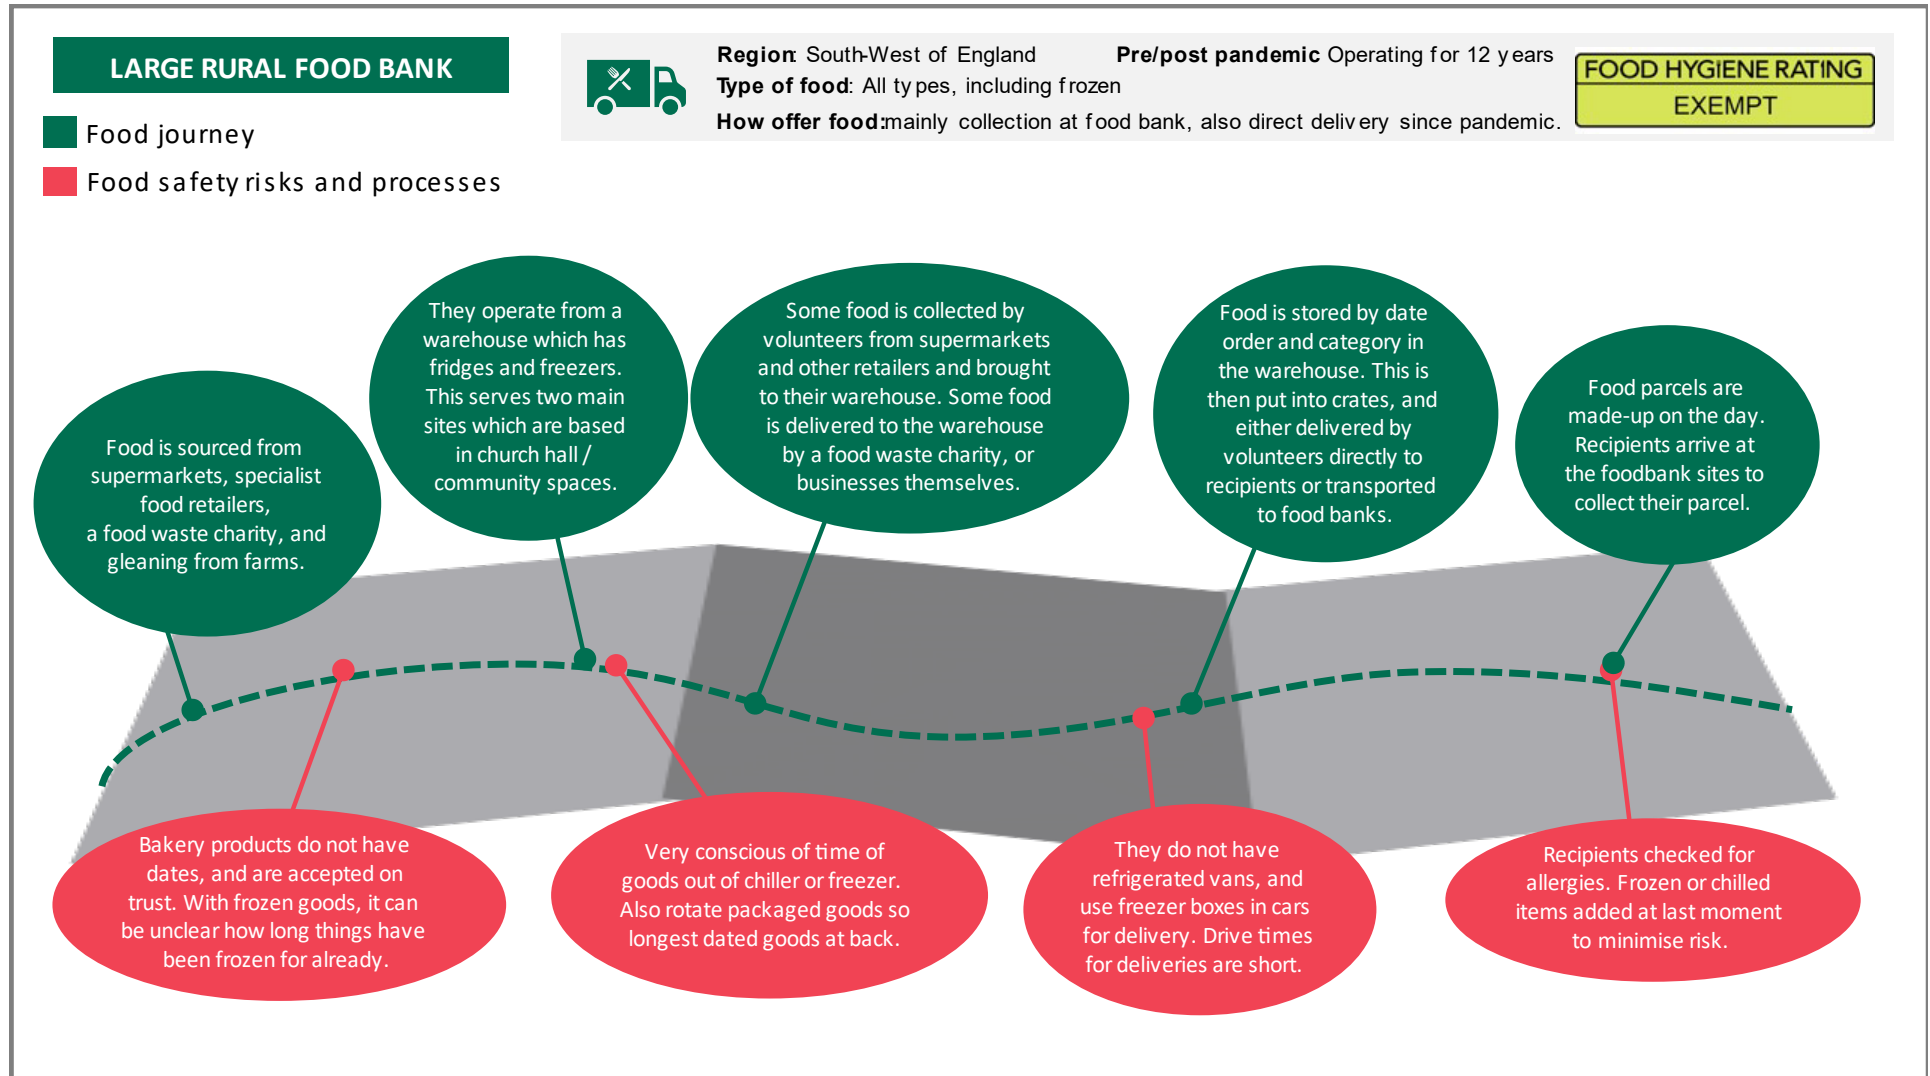 LARGE RURAL FOOD BANK
Food journey
Food safety risks and processes
Region: South-West of England Pre/post pandemic Operating for 12 years
Type of food: All types, including frozen
How offer food:mainly collection at food bank, also direct delivery since pandemic.
FOOD HYGIENE RATING
EXEMPT
Food is sourced from
supermarkets, specialist
food retailers,
a food waste charity, and
gleaning from farms.
They operate from a
warehouse which has
fridges and freezers.
This serves two main
sites which are based
in church hall /
community spaces.
Some food is collected by
volunteers from supermarkets
and other retailers and brought
to their warehouse. Some food
is delivered to the warehouse
by a food waste charity, or
businesses themselves.
Food is stored by date
order and category in
the warehouse. This is
then put into crates, and
either delivered by
volunteers directly to
recipients or transported
to food banks.
Food parcels are
made-up on the day.
Recipients arrive at
the foodbank sites to
collect their parcel.
Bakery products do not have
dates, and are accepted on
trust. With frozen goods, it can
be unclear how long things have
been frozen for already.
Very conscious of time of
goods out of chiller or freezer.
Also rotate packaged goods so
longest dated goods at back.
They do not have
refrigerated vans, and
use freezer boxes in cars
for delivery. Drive times
for deliveries are short.
Recipients checked for
allergies. Frozen or chilled
items added at last moment
to minimise risk.